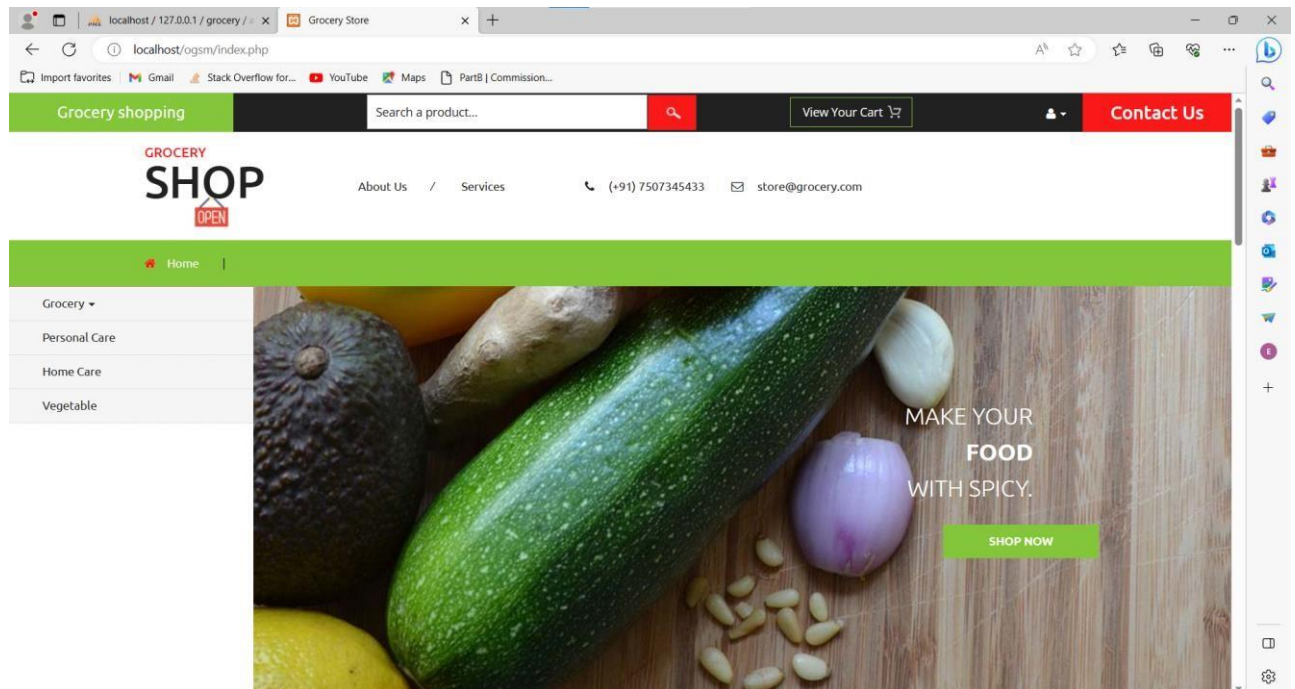 localhost / 127.0.0.1 / grocery /
Grocery Store
localhost/ogsm/index.php
Import favorites
Gmail
Stack Overflow for...
YouTube
Maps
PartB | Commission...
Grocery shopping
Search a product...
View Your Cart
Contact Us
GROCERY
SHOP
OPEN
About Us / Services
(+91) 7507345433
store@grocery.com
Home |
Grocery
Personal Care
Home Care
Vegetable
MAKE YOUR
FOOD
WITH SPICY.
SHOP NOW
E